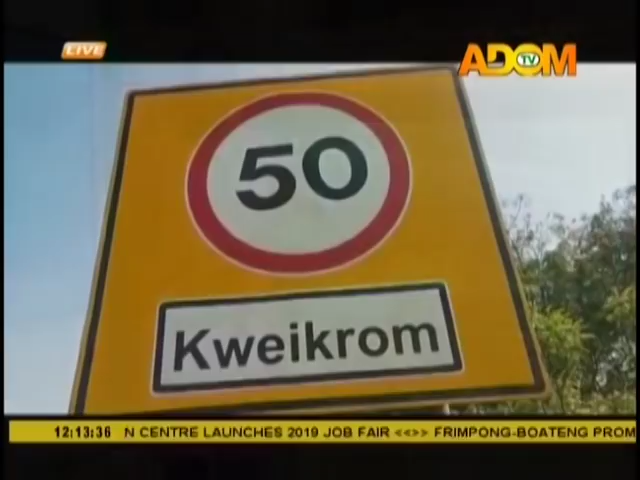 LIVE
ADOM TV
50
Kweikrom
12:13:36 N CENTRE LAUNCHES 2019 JOB FAIR <<>> FRIMPONG-BOATENG PROM